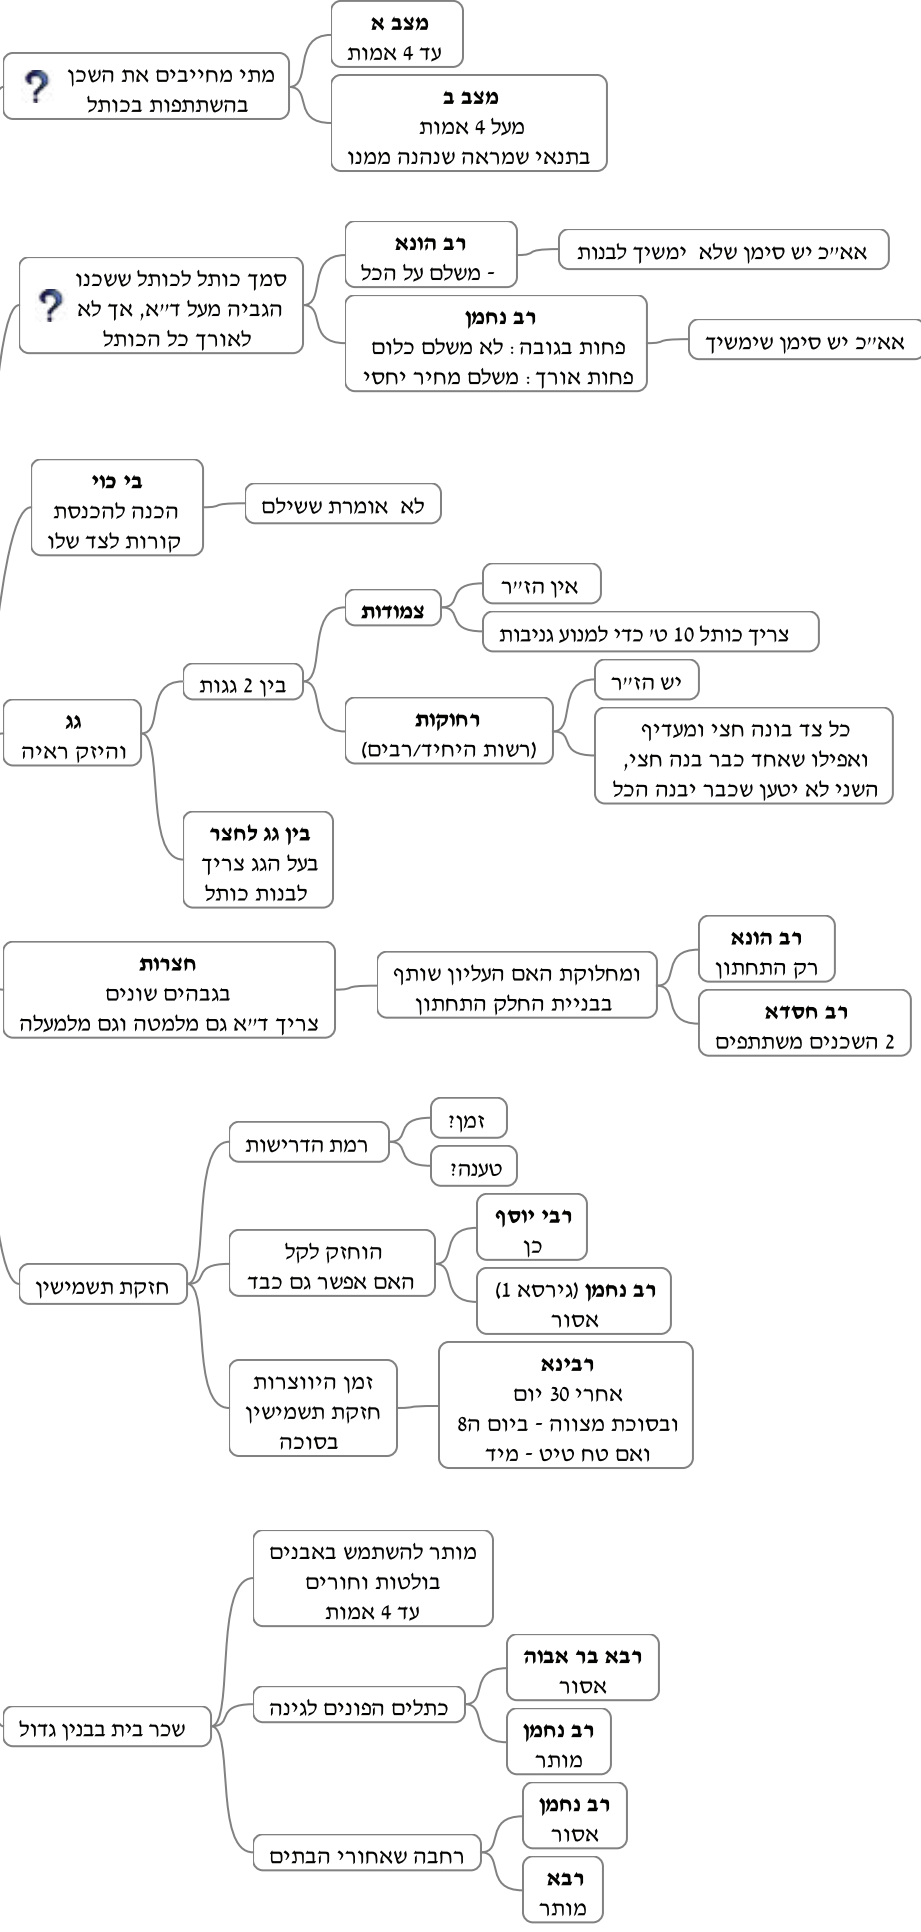 מצב א
עד 4 אמות
מתי מחייבים את השכן
בהשתתפות בכותל
מצב ב
מעל 4 אמות
בתנאי שמראה שנהנה ממנו
סמך כותל לכותל ששכנו
הגביה מעל ד״א, אך לא
לאורך כל הכותל
רב הונא
- משלם על הכל
אא״כ יש סימן שלא ימשיך לבנות
רב נחמן
פחות בגובה: לא משלם כלום
פחות אורך: משלם מחיר יחסי
אא״כ יש סימן שימשיך
בי כוי
הכנה להכנסת
קורות לצד שלו
לא אומרת ששילם
גג
והיזק ראיה
בין 2 גגות
צמודות
אין הז״ר
צריך כותל 10 ט׳ כדי למנוע גניבות
רחוקות
(רשות היחיד/רבים)
יש הז״ר
כל צד בונה חצי ומעדיף
ואפילו שאחד כבר בנה חצי,
השני לא יטען שכבר יבנה הכל
בין גג לחצר
בעל הגג צריך
לבנות כותל
חצרות
בגבהים שונים
צריך ד״א גם מלמטה וגם מלמעלה
ומחלוקת האם העליון שותף
בבניית החלק התחתון
רב הונא
רק התחתון
רב חסדא
2 השכנים משתתפים
חזקת תשמישין
רמת הדרישות
זמן?
טענה?
הוחזק לקל
האם אפשר גם כבד
רבי יוסף
כן
רב נחמן (גירסא 1)
אסור
זמן היווצרות
חזקת תשמישין
בסוכה
רבינא
אחרי 30 יום
ובסוכת מצווה - ביום ה8
ואם טח טיט - מיד
שכר בית בבנין גדול
מותר להשתמש באבנים
בולטות וחורים
עד 4 אמות
כתלים הפונים לגינה
רבא בר אבוה
אסור
רב נחמן
מותר
רחבה שאחורי הבתים
רב נחמן
אסור
רבא
מותר